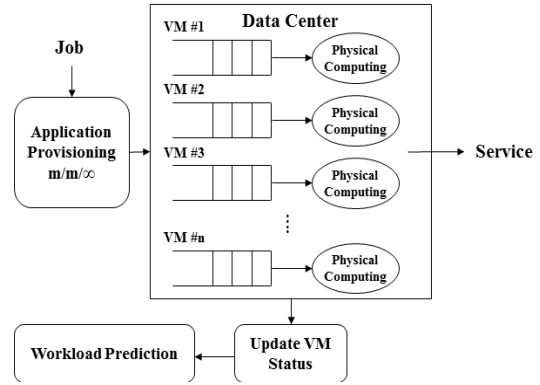 Data Center
Job
Application
Provisioning
m/m/∞
VM #1
Physical
Computing
VM #2
Physical
Computing
VM #3
Physical
Computing
VM #n
Physical
Computing
Service
Workload Prediction
Update VM
Status